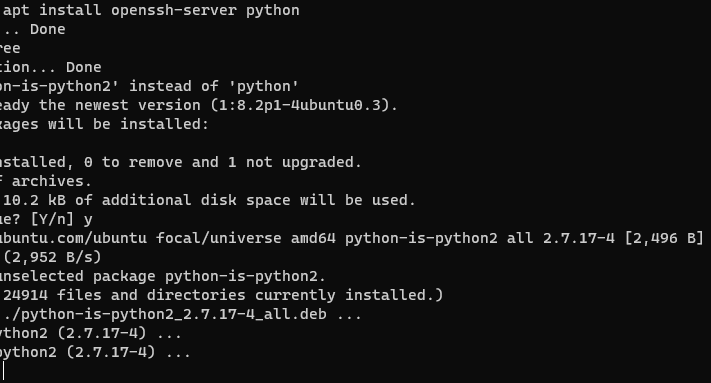 apt install openssh-server python
... Done
ree
tion... Done
on-is-python2' instead of 'python'
eady the newest version (1:8.2p1-4ubuntu0.3).
kages will be installed:
nstalled, 0 to remove and 1 not upgraded.
f archives.
10.2 kB of additional disk space will be used.
ue? [Y/n] y
ubuntu.com/ubuntu focal/universe amd64 python-is-python2 all 2.7.17-4 [2,496 B]
(2,952 B/s)
unselected package python-is-python2.
24914 files and directories currently installed.)
../python-is-python2_2.7.17-4_all.deb ...
ython2 (2.7.17-4) ...
python2 (2.7.17-4) ...